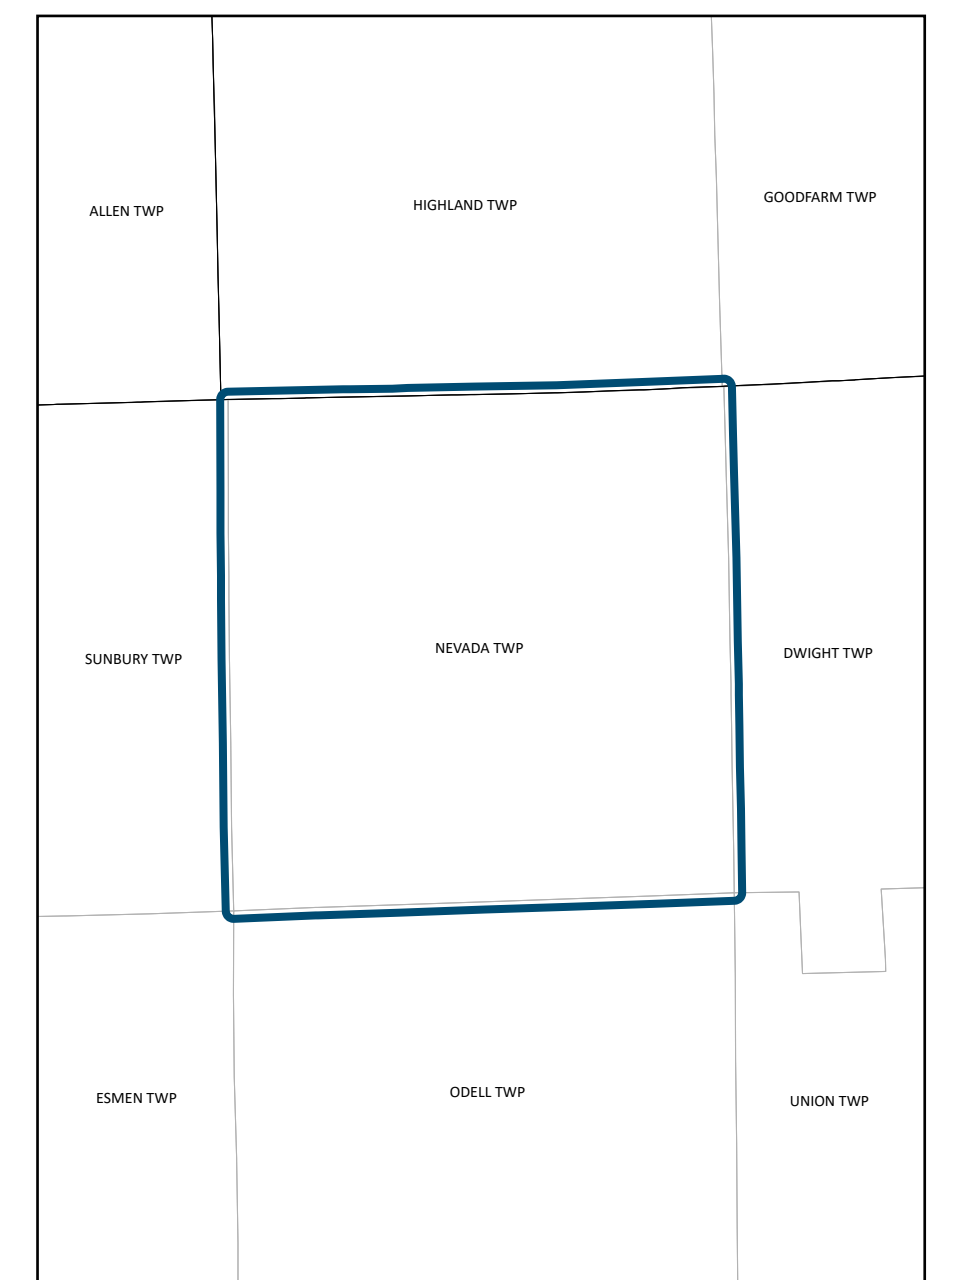 ALLEN TWP
HIGHLAND TWP
GOODFARM TWP
SUNBURY TWP
NEVADA TWP
DWIGHT TWP
ESMEN TWP
ODELL TWP
UNION TWP